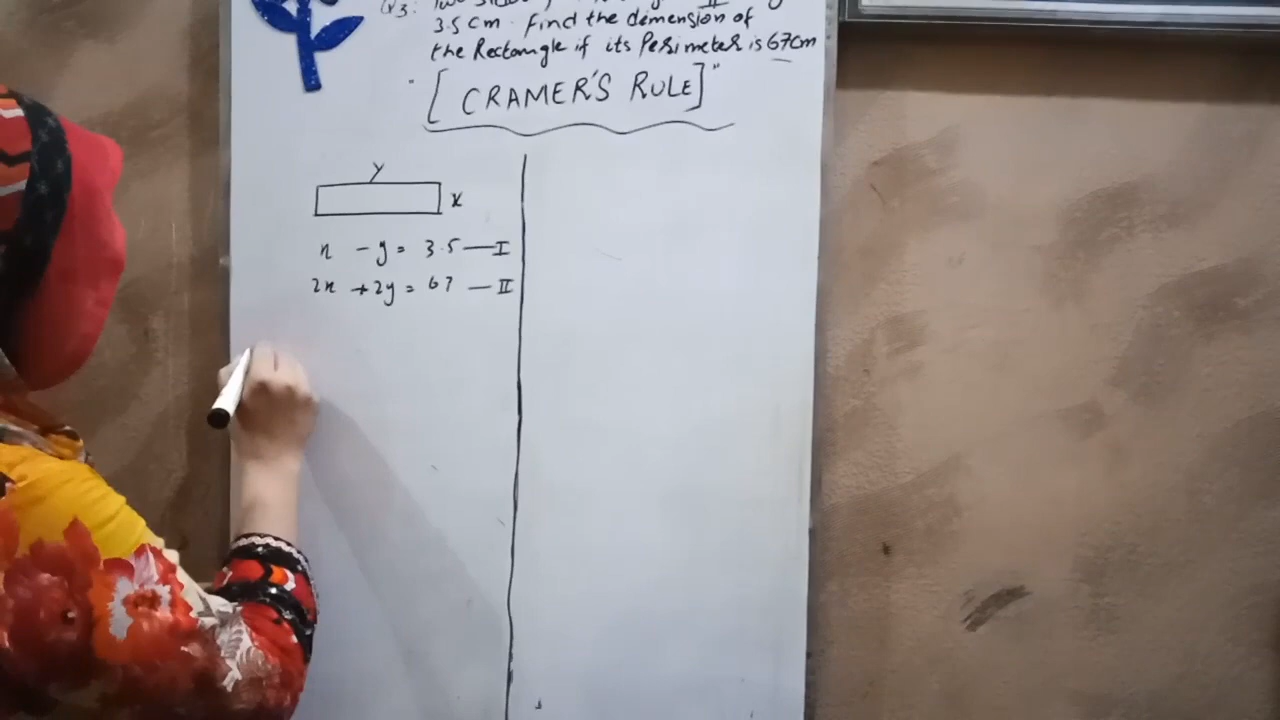 3.5 cm. Find the dimension of
the Rectangle if its Perimeter is 67cm
"[CRAMER'S RULE]"
y
x
x - y = 3.5 — I
2x + 2y = 67 — II